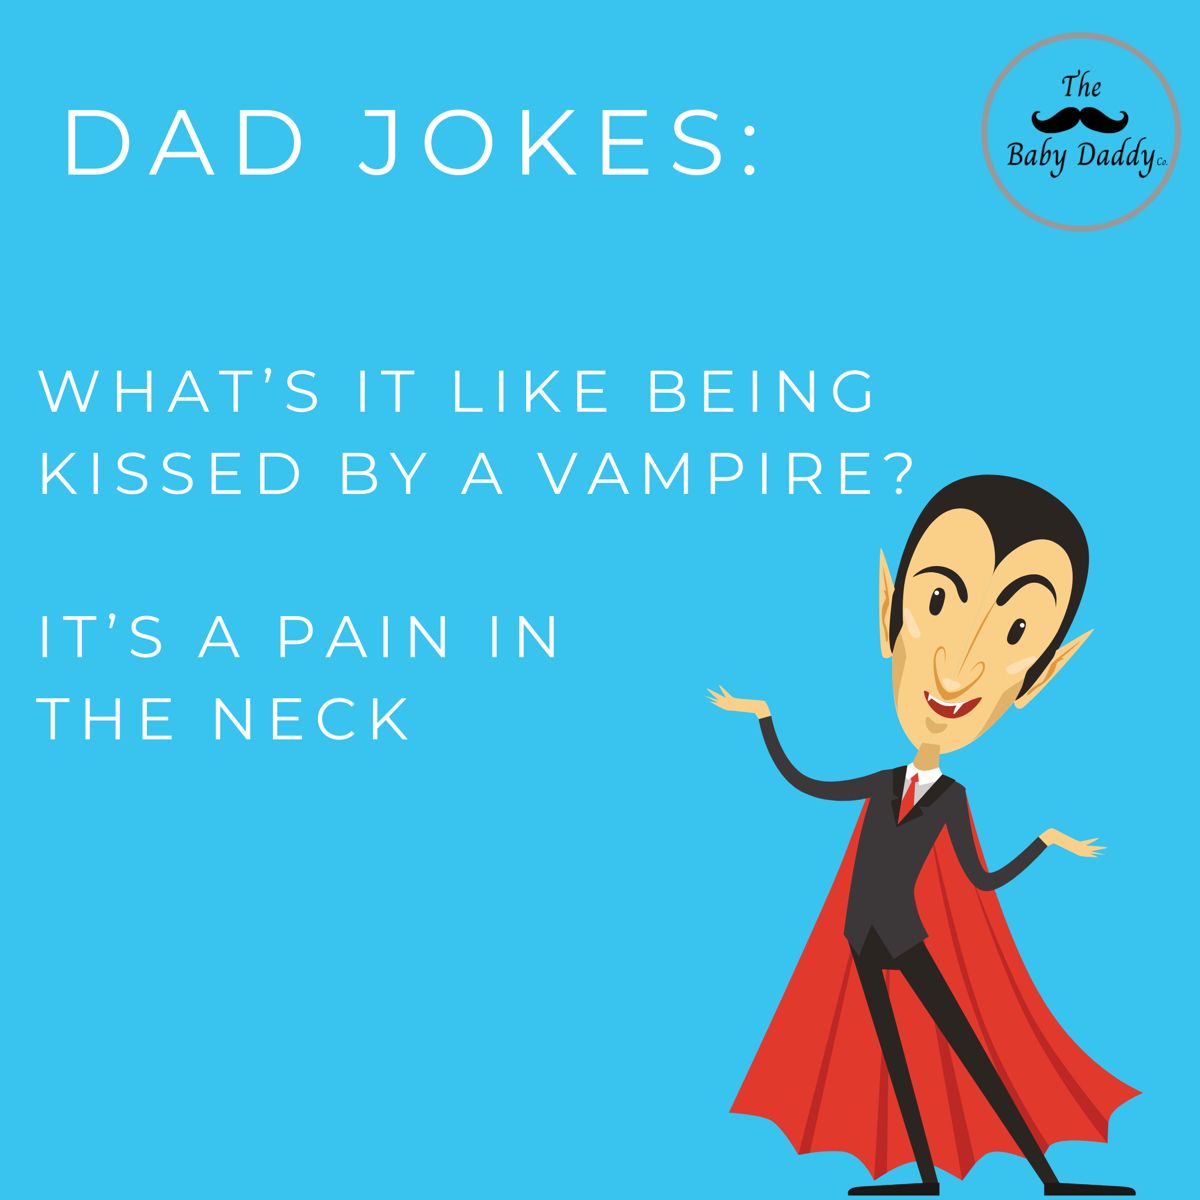 DAD JOKES:
The
Baby Daddy Co.
WHAT'S IT LIKE BEING
KISSED BY A VAMPIRE?
IT'S A PAIN IN
THE NECK